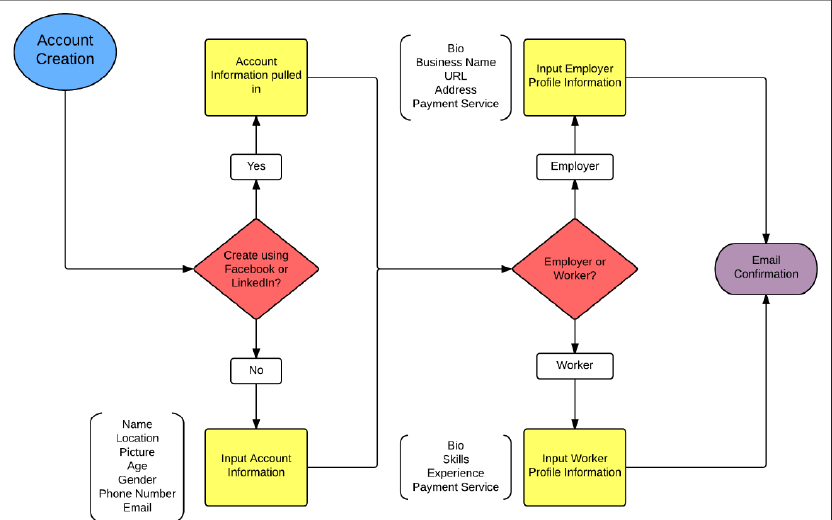 Account
Creation
Account
Information pulled
in
Yes
Create using
Facebook or
LinkedIn?
No
Name
Location
Picture
Age
Gender
Phone Number
Email
Input Account
Information
Bio
Business Name
URL
Address
Payment Service
Input Employer
Profile Information
Employer
Employer or
Worker?
Worker
Bio
Skills
Experience
Payment Service
Input Worker
Profile Information
Email
Confirmation